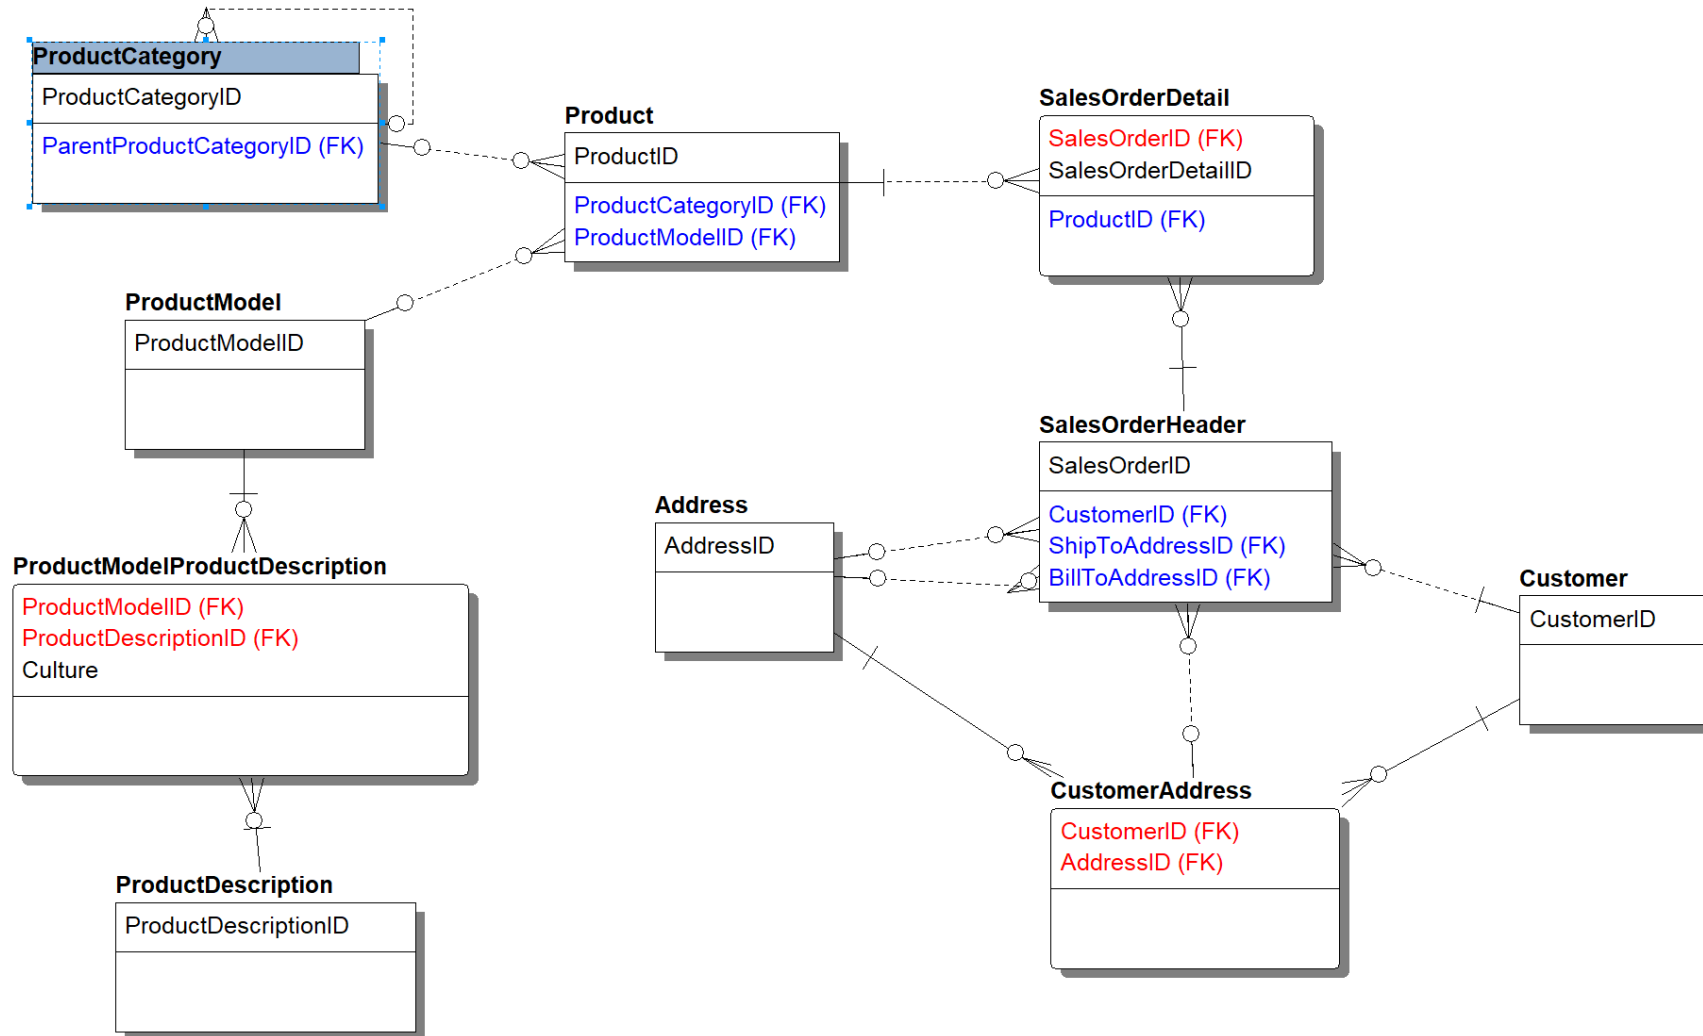 ProductCategory
ProductCategoryID
ParentProductCategoryID (FK)
Product
ProductID
ProductCategoryID (FK)
ProductModelID (FK)
SalesOrderDetail
SalesOrderID (FK)
SalesOrderDetailID
ProductID (FK)
ProductModel
ProductModelID
SalesOrderHeader
SalesOrderID
CustomerID (FK)
ShipToAddressID (FK)
BillToAddressID (FK)
Address
AddressID
ProductModelProductDescription
ProductModelID (FK)
ProductDescriptionID (FK)
Culture
Customer
CustomerID
CustomerAddress
CustomerID (FK)
AddressID (FK)
ProductDescription
ProductDescriptionID